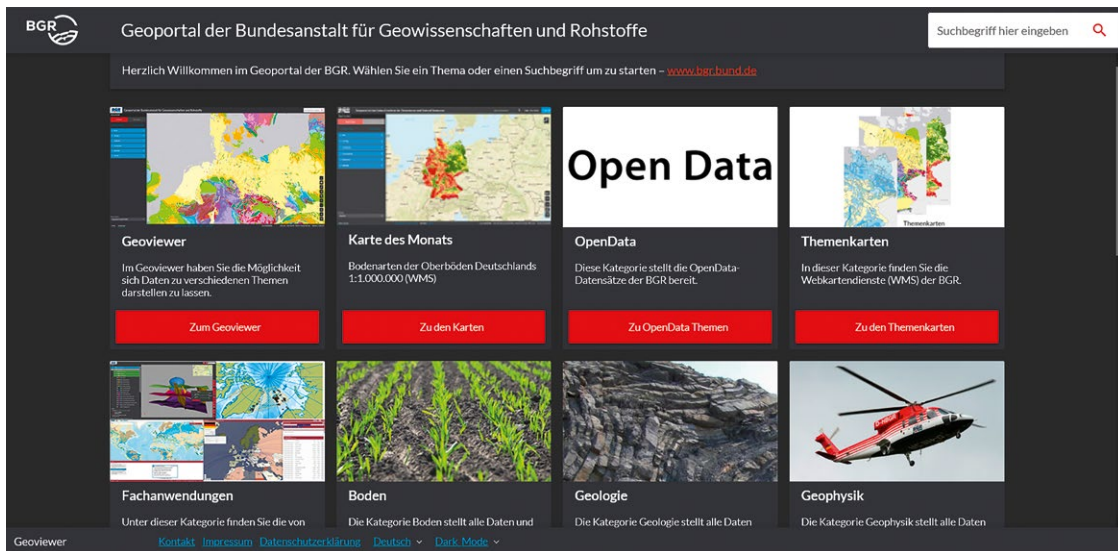 BGR
Geoportal der Bundesanstalt für Geowissenschaften und Rohstoffe
Suchbegriff hier eingeben
Herzlich Willkommen im Geoportal der BGR. Wählen Sie ein Thema oder einen Suchbegriff um zu starten – www.bgr.bund.de
Geoviewer
Im Geoviewer haben Sie die Möglichkeit
sich Daten zu verschiedenen Themen
darstellen zu lassen.
Zum Geoviewer
Karte des Monats
Bodenarten der Oberböden Deutschlands
1:1.000.000 (WMS)
Zu den Karten
Open Data
OpenData
Diese Kategorie stellt die OpenData-
Datensätze der BGR bereit.
Zu OpenData Themen
Themenkarten
Themenkarten
In dieser Kategorie finden Sie die
Webkartendienste (WMS) der BGR.
Zu den Themenkarten
Fachanwendungen
Unter dieser Kategorie finden Sie die von
Boden
Die Kategorie Boden stellt alle Daten und
Geologie
Die Kategorie Geologie stellt alle Daten
Geophysik
Die Kategorie Geophysik stellt alle Daten
Geoviewer
Kontakt Impressum Datenschutzerklärung Deutsch Dark Mode